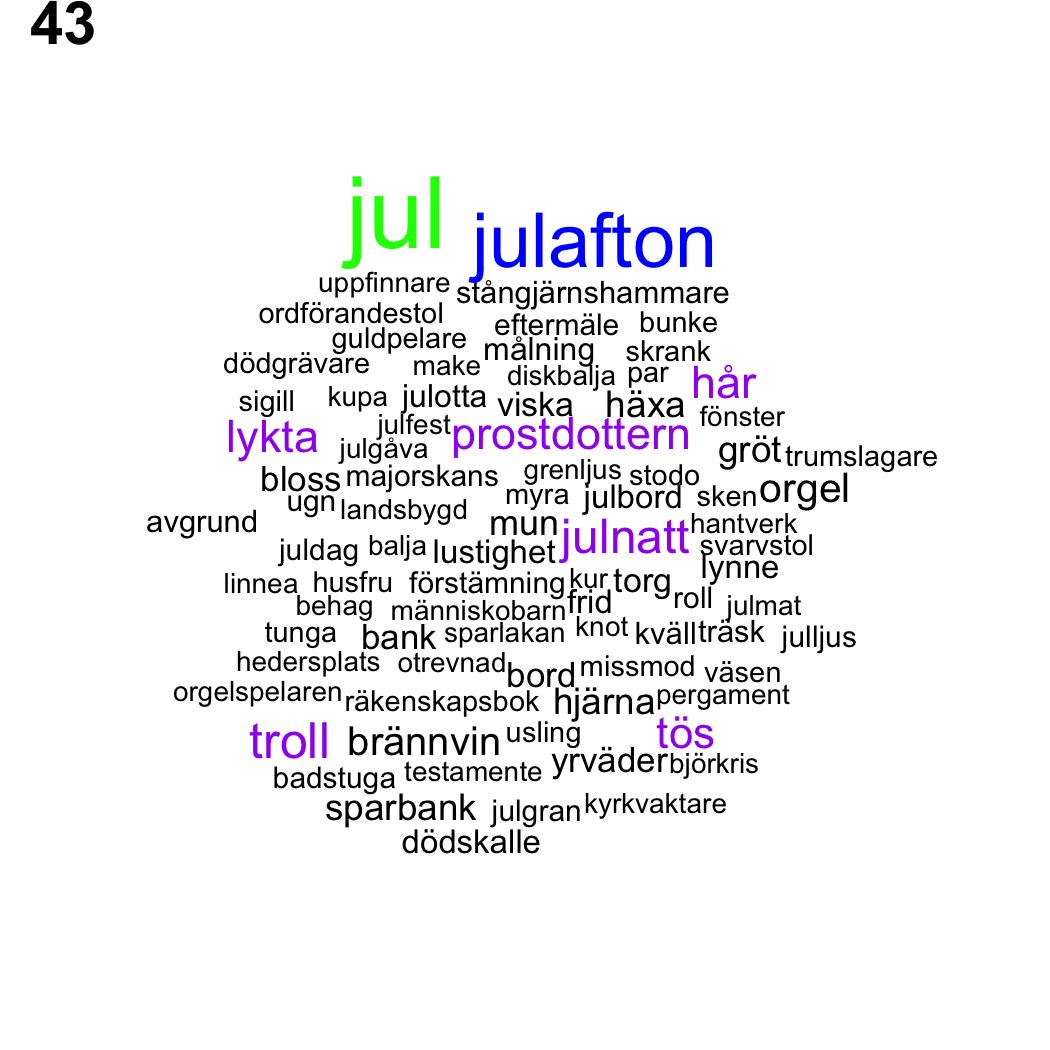 43
jul julafton
uppfinnare stångjärnshammare
ordförandestol eftermäle bunke
guldpelare målning skrank
dödgrävare make diskbalja par hår
sigill kupa julotta viska häxa fönster
lykta julfest prostdottern
julgåva gröt trumslagare
bloss majorskans grenljus stodo
ugn landsbygd myra julbord sken orgel
avgrund mun julnatt hantverk
juldag balja lustighet svarvstol
linnea husfru förstämning kur torg lynne
behag människobarn frid roll julmat
tunga bank sparlakan knot kväll träsk julljus
hedersplats otrevnad bord missmod väsen
orgelspelaren räkenskapsbok hjärna pergament
troll brännvin usling tös
badstuga testamente yrväder björkris
sparbank julgran kyrkvaktare
dödskalle